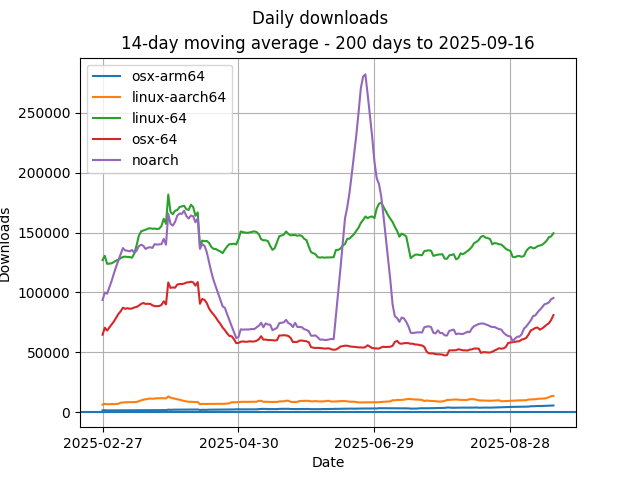 Daily downloads
14-day moving average - 200 days to 2025-09-16
osx-arm64
linux-aarch64
linux-64
osx-64
noarch
250000
200000
150000
100000
50000
0
Downloads
2025-02-27
2025-04-30
2025-06-29
2025-08-28
Date